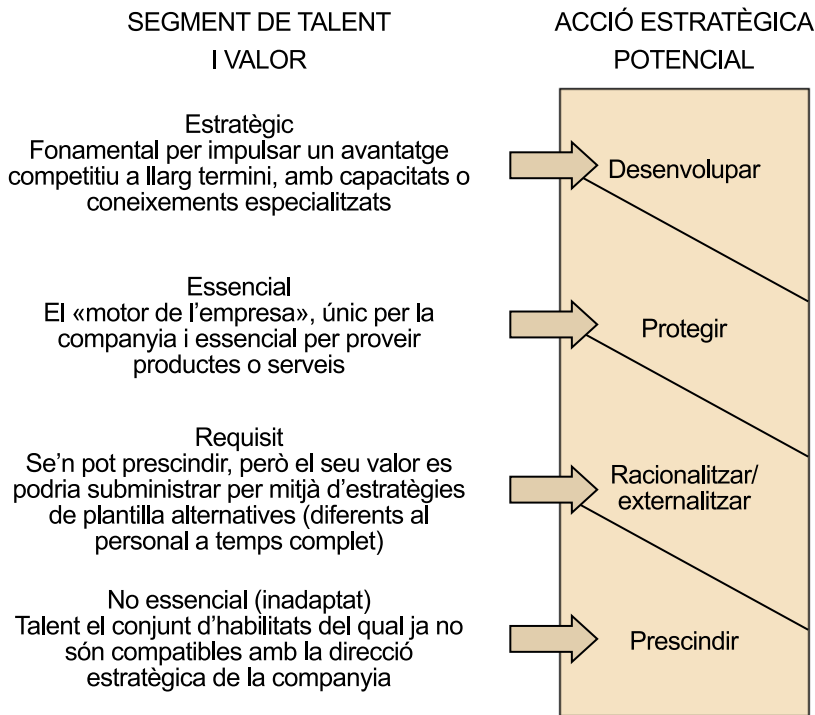 SEGMENT DE TALENT
I VALOR
ACCIÓ ESTRATÈGICA
POTENCIAL
Estratègic
Fonamental per impulsar un avantatge
competitiu a llarg termini, amb capacitats o
coneixements especialitzats
Desenvolupar
Essencial
El «motor de l’empresa», únic per la
companyia i essencial per proveir
productes o serveis
Protegir
Requisit
Se’n pot prescindir, però el seu valor es
podria subministrar per mitjà d’estratègies
de plantilla alternatives (diferents al
personal a temps complet)
Racionalitzar/
externalitzar
No essencial (inadaptat)
Talent el conjunt d’habilitats del qual ja no
són compatibles amb la direcció
estratègica de la companyia
Prescindir